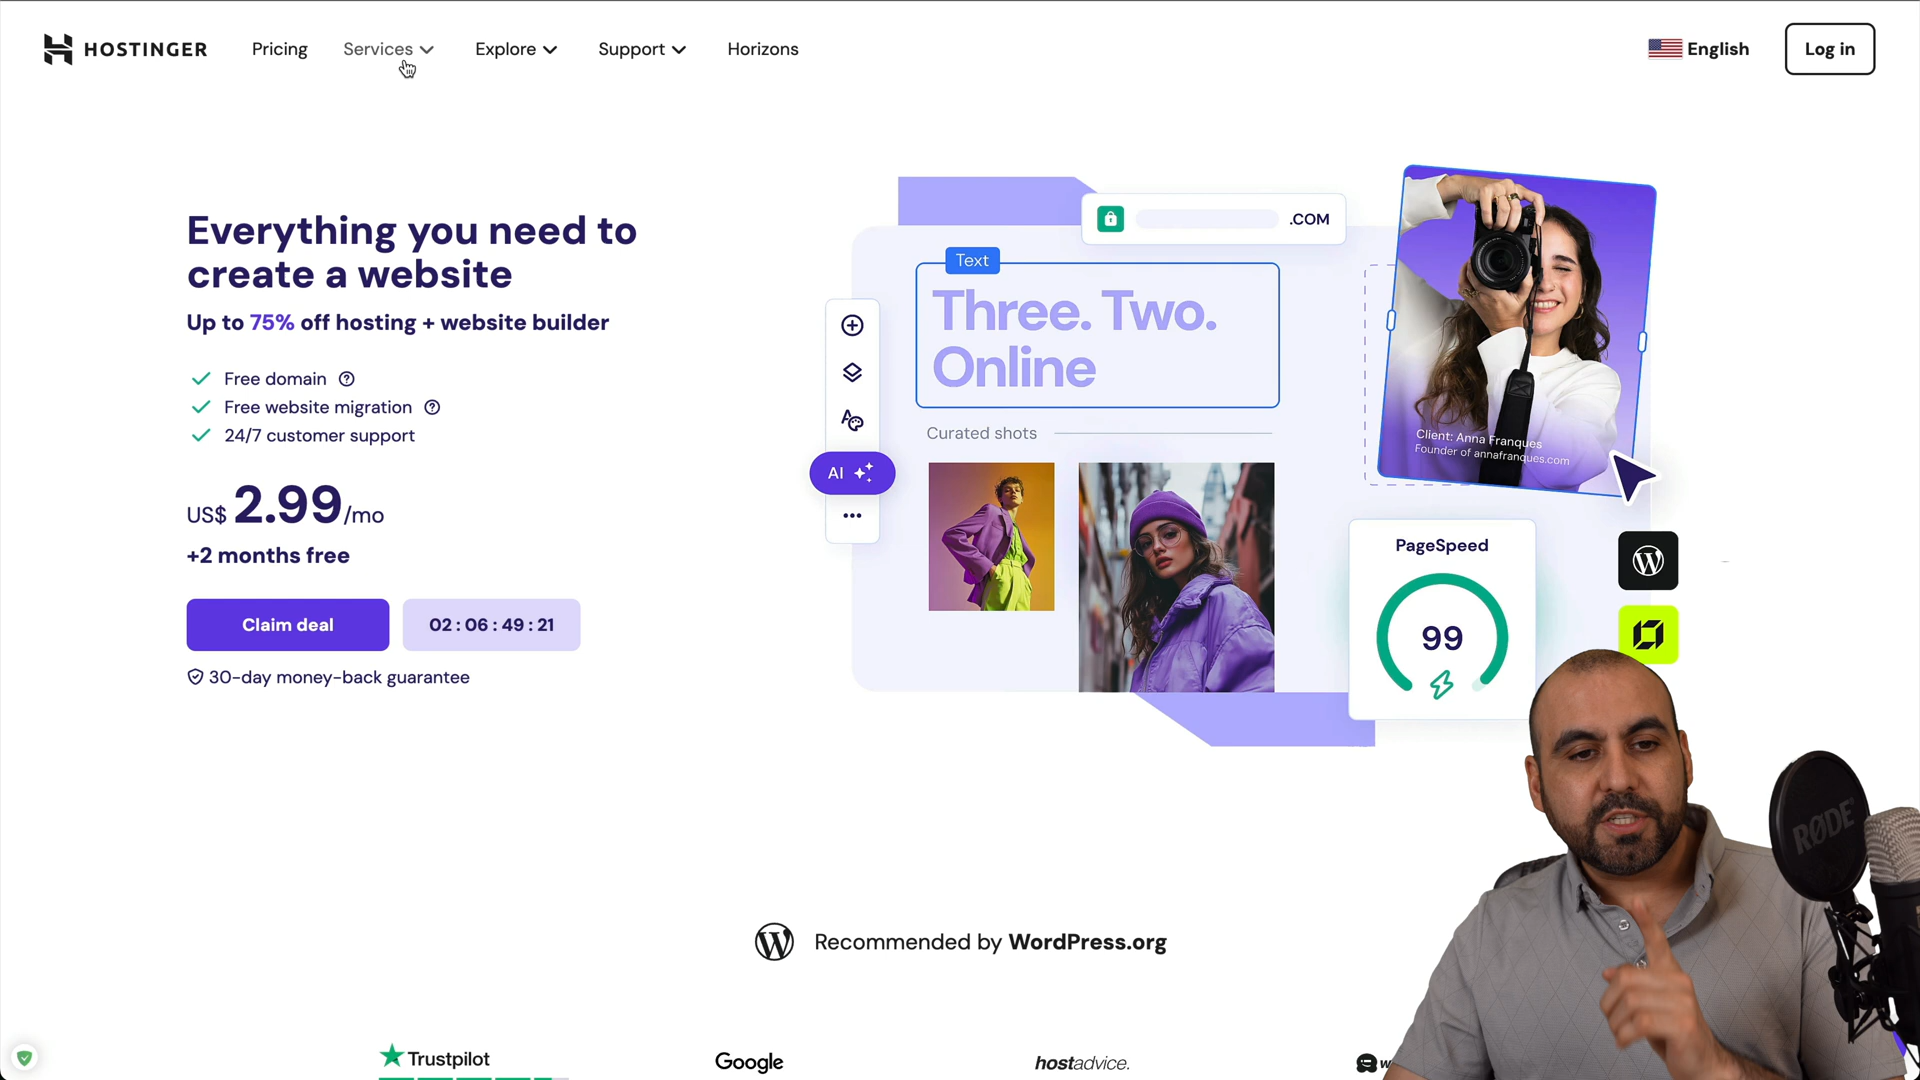 HOSTINGER
Pricing
Services
Explore
Support
Horizons
English
Log in
Everything you need to
create a website
Up to 75% off hosting + website builder
Free domain
Free website migration
24/7 customer support
US$ 2.99/mo
+2 months free
Claim deal
02 : 06 : 49 : 21
30-day money-back guarantee
.COM
Text
Three. Two.
Online
Curated shots
AI
Client: Anna Franques
Founder of annafranques.com
PageSpeed
99
RØDE
Recommended by WordPress.org
Trustpilot
Google
hostadvice.